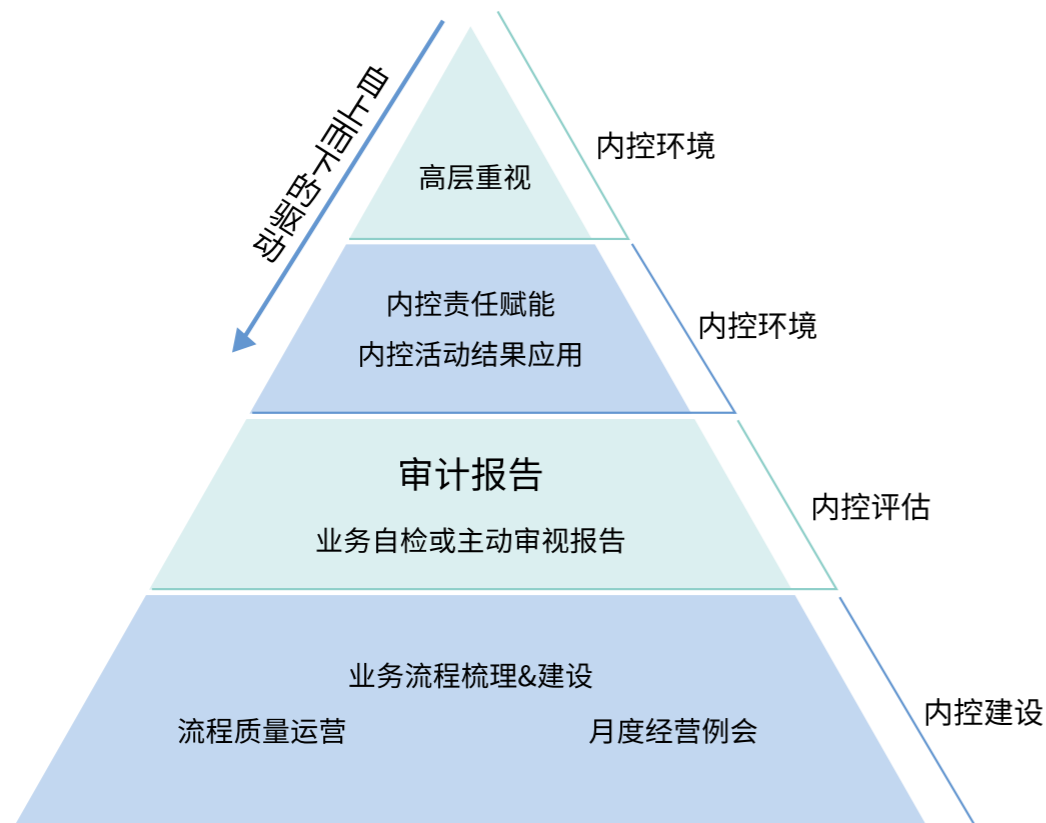 自上而下的驱动
内控环境
高层重视
内控责任赋能
内控环境
内控活动结果应用
审计报告
内控评估
业务自检或主动审视报告
业务流程梳理&建设
内控建设
流程质量运营
月度经营例会